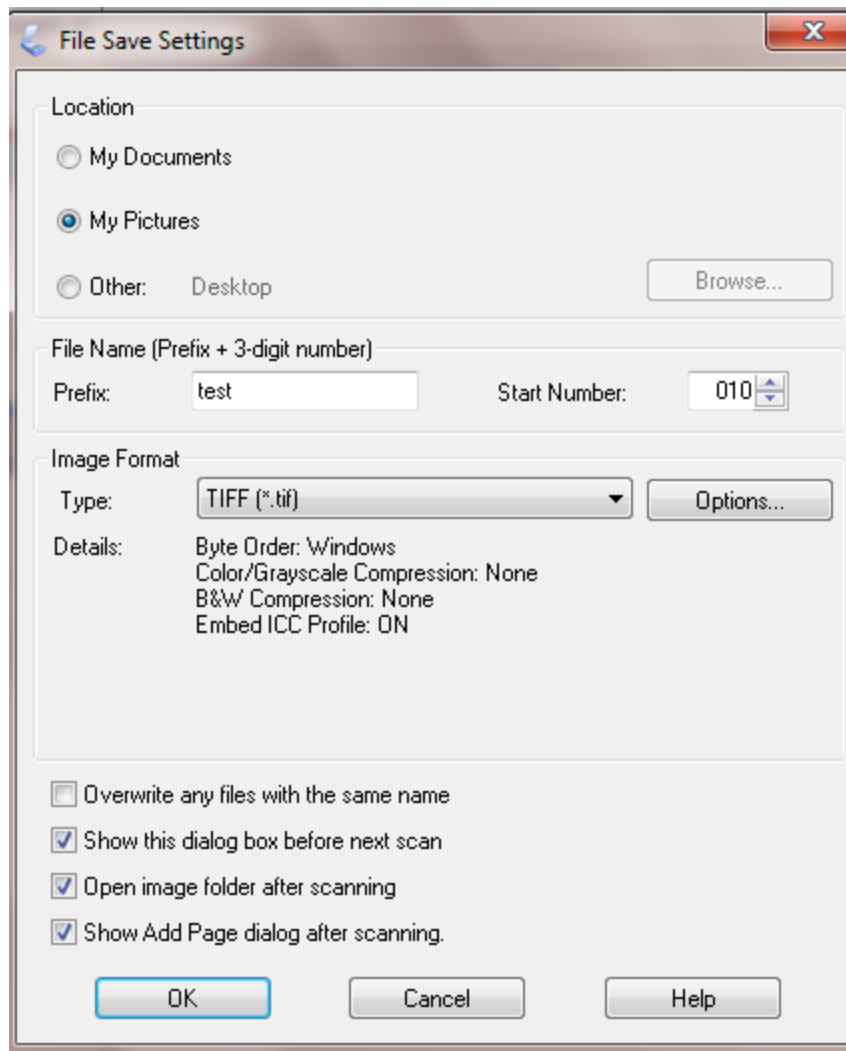 File Save Settings
Location
My Documents
My Pictures
Other: Desktop Browse...
File Name (Prefix + 3-digit number)
Prefix: test Start Number: 010
Image Format
Type: TIFF (*.tif) Options...
Details: Byte Order: Windows
Color/Grayscale Compression: None
B&W Compression: None
Embed ICC Profile: ON
Overwrite any files with the same name
Show this dialog box before next scan
Open image folder after scanning
Show Add Page dialog after scanning.
OK Cancel Help